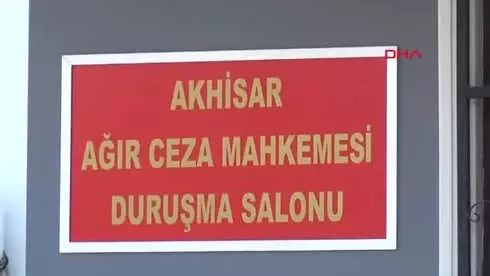 DHA
AKHİSAR
AĞIR CEZA MAHKEMESİ
DURUŞMA SALONU